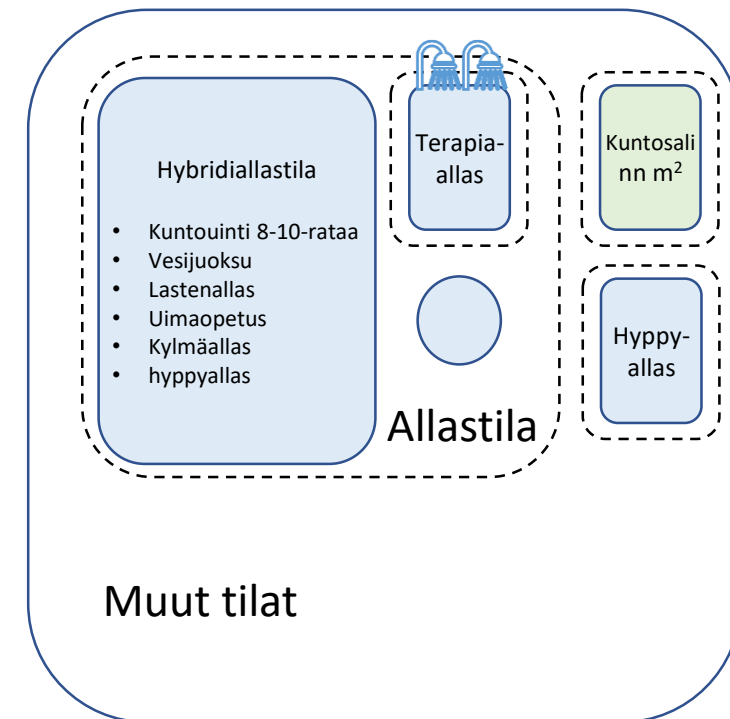 Hybridiallastila
• Kuntouinti 8-10-rataa
• Vesijuoksu
• Lastenallas
• Uimaopetus
• Kylmäallas
• hyppyallas
Terapia-
allas
Kuntosali
nn m²
Hyppy-
allas
Allastila
Muut tilat